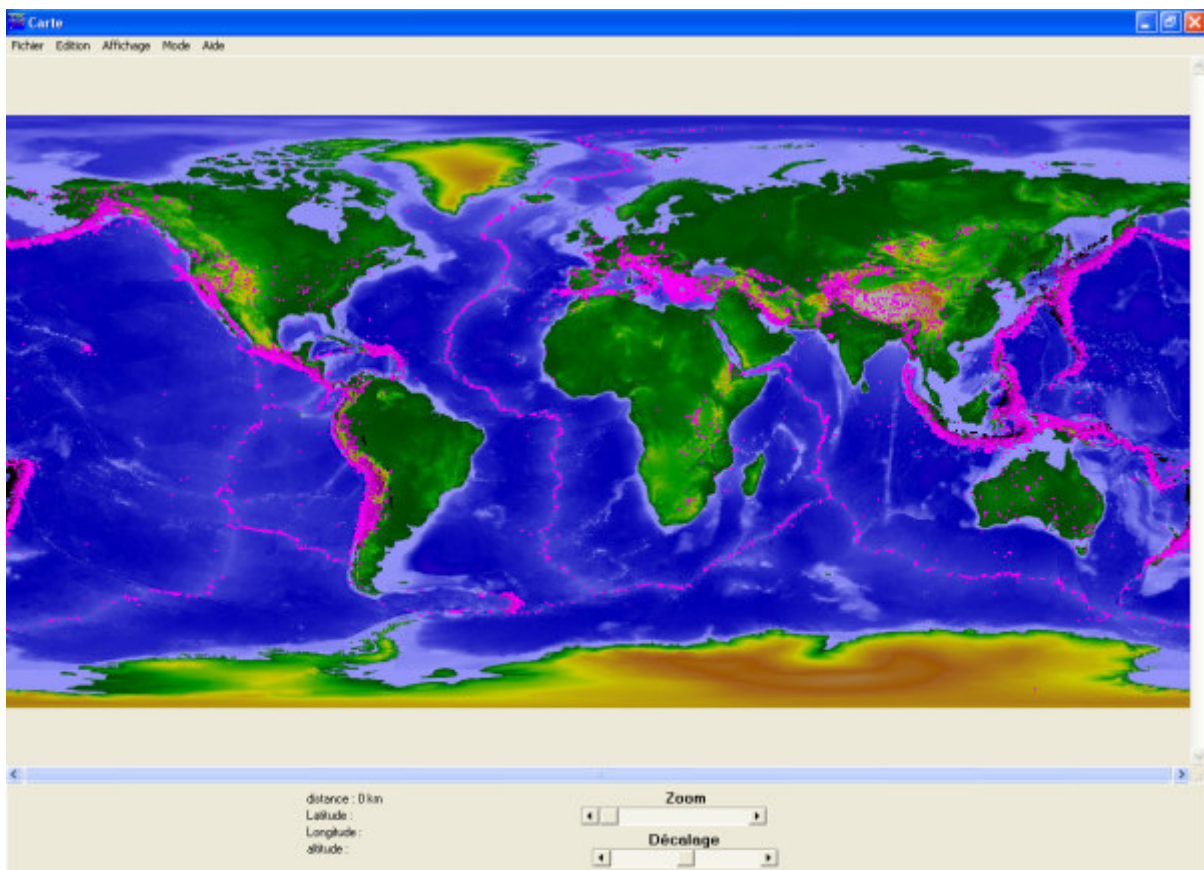 Carte
Fichier Edition Affichage Mode Aide
distance : 0 km
Latitude :
Longitude :
altitude :
Zoom
Décalage